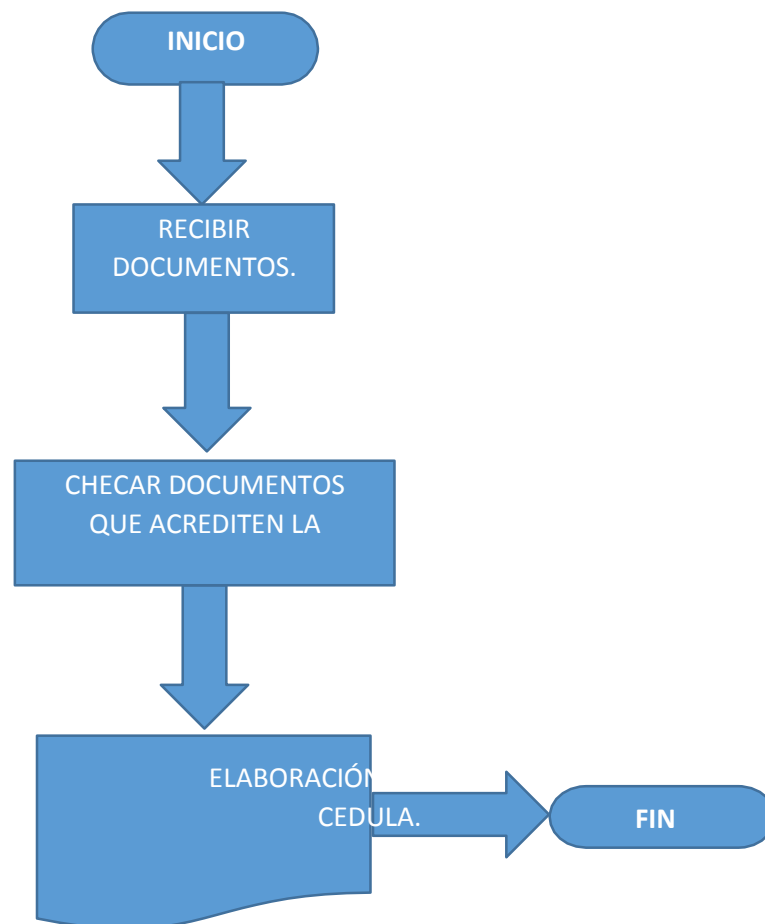 INICIO
RECIBIR
DOCUMENTOS.
CHECAR DOCUMENTOS
QUE ACREDITEN LA
ELABORACIÓN
CEDULA.
FIN